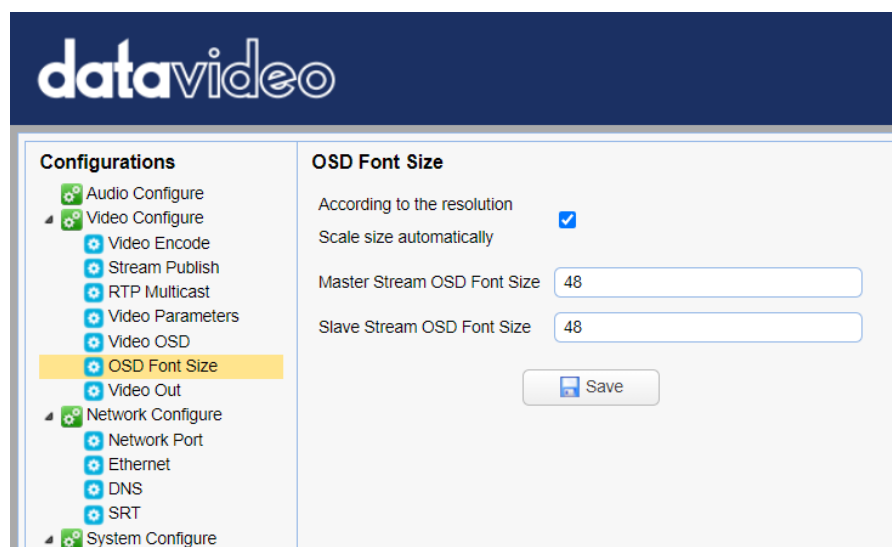 datavideo
Configurations
Audio Configure
Video Configure
Video Encode
Stream Publish
RTP Multicast
Video Parameters
Video OSD
OSD Font Size
Video Out
Network Configure
Network Port
Ethernet
DNS
SRT
System Configure
OSD Font Size
According to the resolution
Scale size automatically
Master Stream OSD Font Size 48
Slave Stream OSD Font Size 48
Save